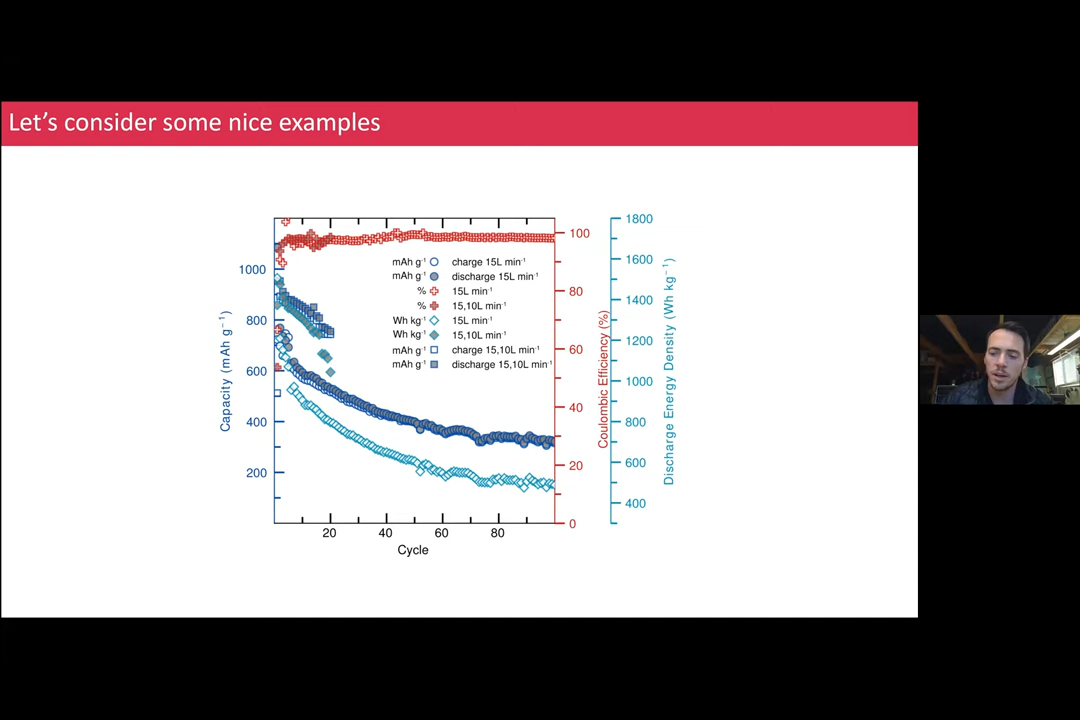 Let's consider some nice examples
1000
800
600
400
200
Capacity (mAh g⁻¹)
20
40
60
80
Cycle
100
80
60
40
20
0
Coulombic Efficiency (%)
1800
1600
1400
1200
1000
800
600
400
Discharge Energy Density (Wh kg⁻¹)
mAh g⁻¹ charge 15L min⁻¹
mAh g⁻¹ discharge 15L min⁻¹
% 15L min⁻¹
% 15,10L min⁻¹
Wh kg⁻¹ 15L min⁻¹
Wh kg⁻¹ 15,10L min⁻¹
mAh g⁻¹ charge 15,10L min⁻¹
mAh g⁻¹ discharge 15,10L min⁻¹